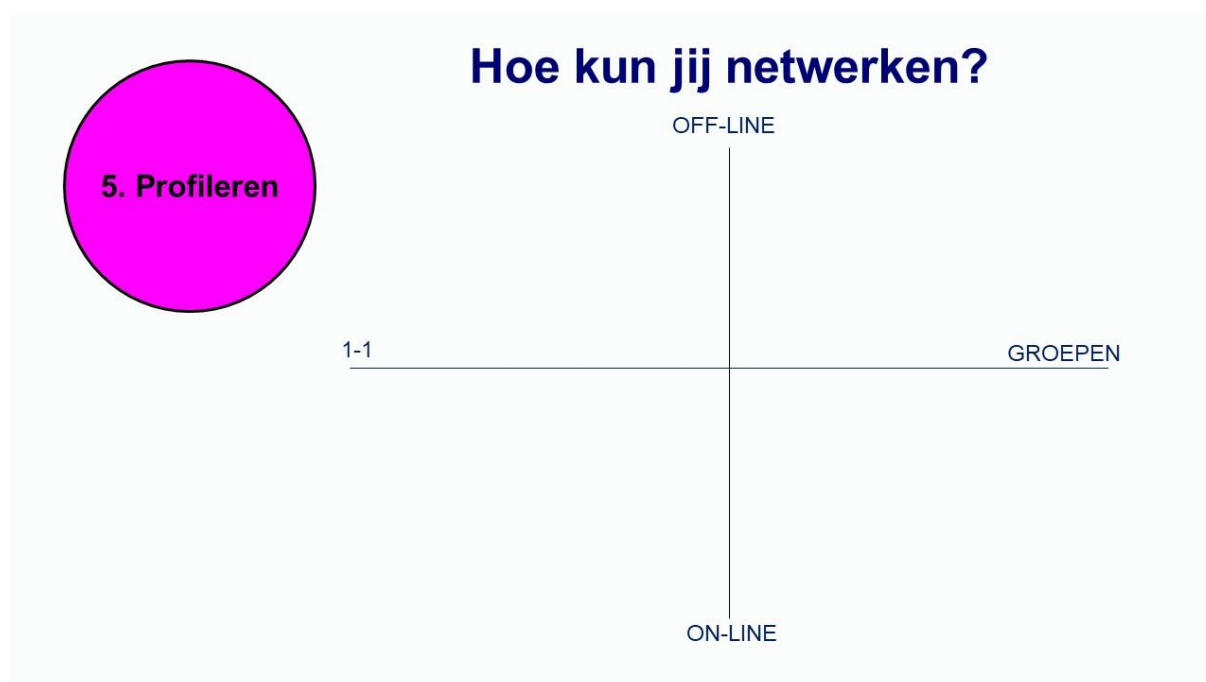 Hoe kun jij netwerken?
OFF-LINE
5. Profileren
1-1
GROEPEN
ON-LINE